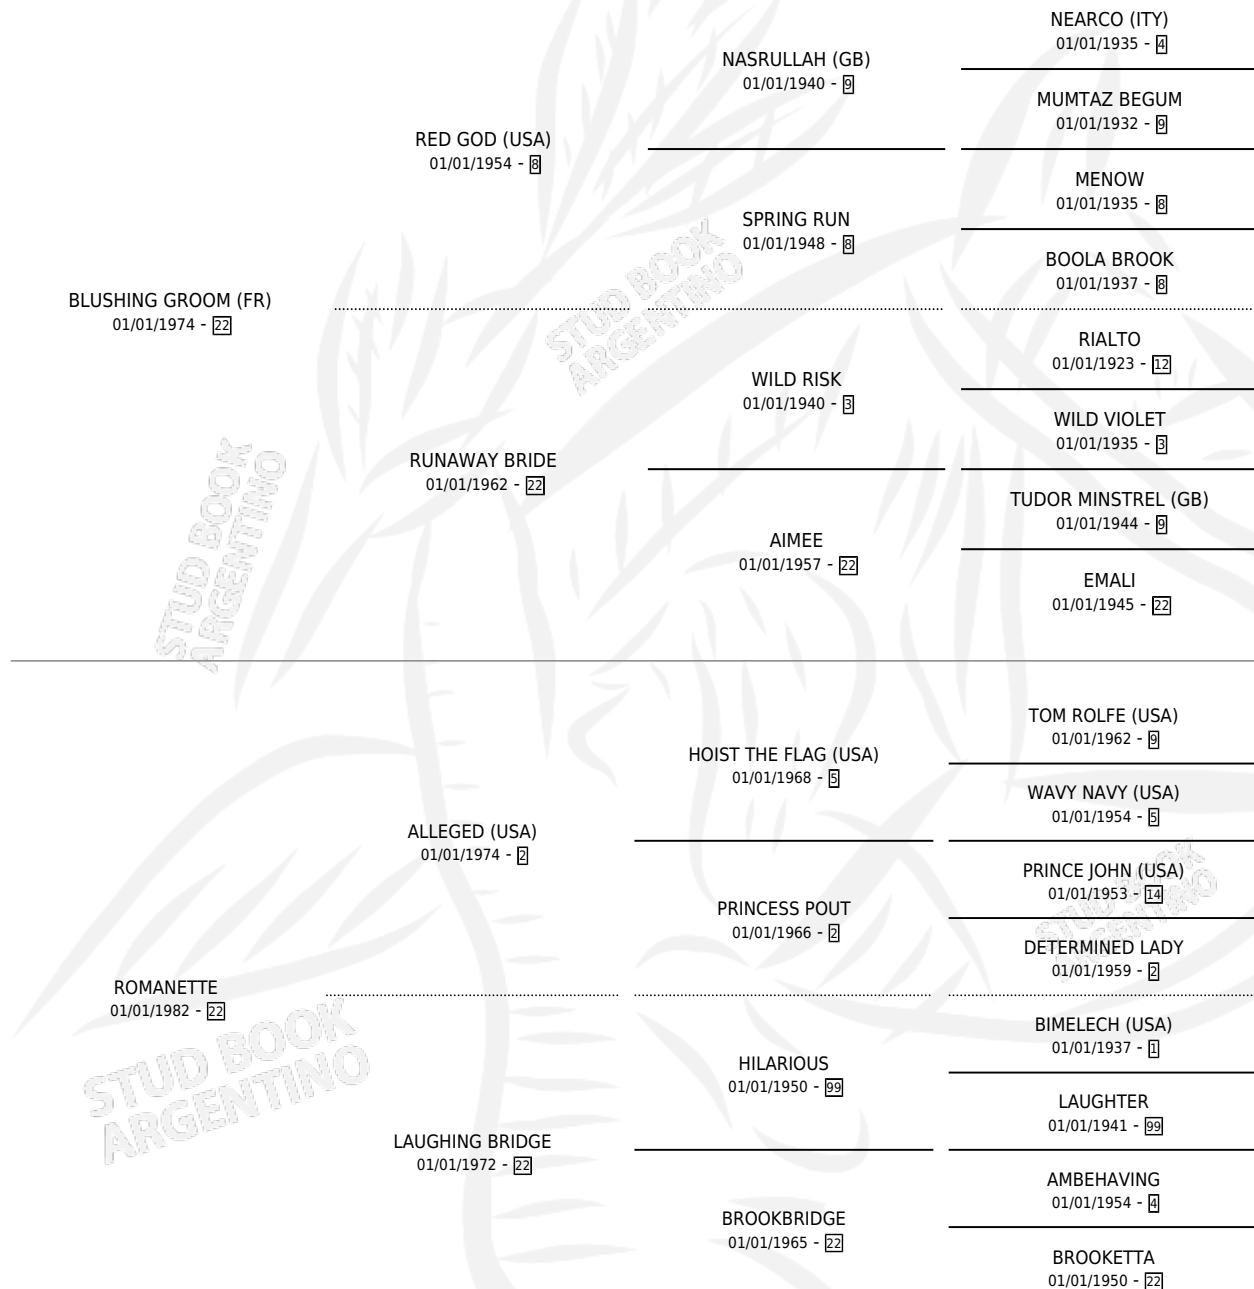 NEARCO (ITY)
01/01/1935 - 4
NASRULLAH (GB)
01/01/1940 - 9
MUMTAZ BEGUM
01/01/1932 - 9
RED GOD (USA)
01/01/1954 - 8
MENOW
01/01/1935 - 8
SPRING RUN
01/01/1948 - 8
BOOLA BROOK
01/01/1937 - 8
BLUSHING GROOM (FR)
01/01/1974 - 22
STUD BOOK
ARGENTINO
RIALTO
01/01/1923 - 12
WILD RISK
01/01/1940 - 3
WILD VIOLET
01/01/1935 - 3
RUNAWAY BRIDE
01/01/1962 - 22
TUDOR MINSTREL (GB)
01/01/1944 - 9
AIMEE
01/01/1957 - 22
EMALI
01/01/1945 - 22
STUD BOOK
ARGENTINO
TOM ROLFE (USA)
01/01/1962 - 9
HOIST THE FLAG (USA)
01/01/1968 - 5
WAVY NAVY (USA)
01/01/1954 - 5
ALLEGED (USA)
01/01/1974 - 2
PRINCE JOHN (USA)
01/01/1953 - 14
PRINCESS POUT
01/01/1966 - 2
STUD BOOK
ARGENTINO
DETERMINED LADY
01/01/1959 - 2
ROMANETTE
01/01/1982 - 22
STUD BOOK
ARGENTINO
BIMELECH (USA)
01/01/1937 - 1
HILARIOUS
01/01/1950 - 99
LAUGHTER
01/01/1941 - 99
LAUGHING BRIDGE
01/01/1972 - 22
AMBEHAVING
01/01/1954 - 4
BROOKBRIDGE
01/01/1965 - 22
BROOKETTA
01/01/1950 - 22